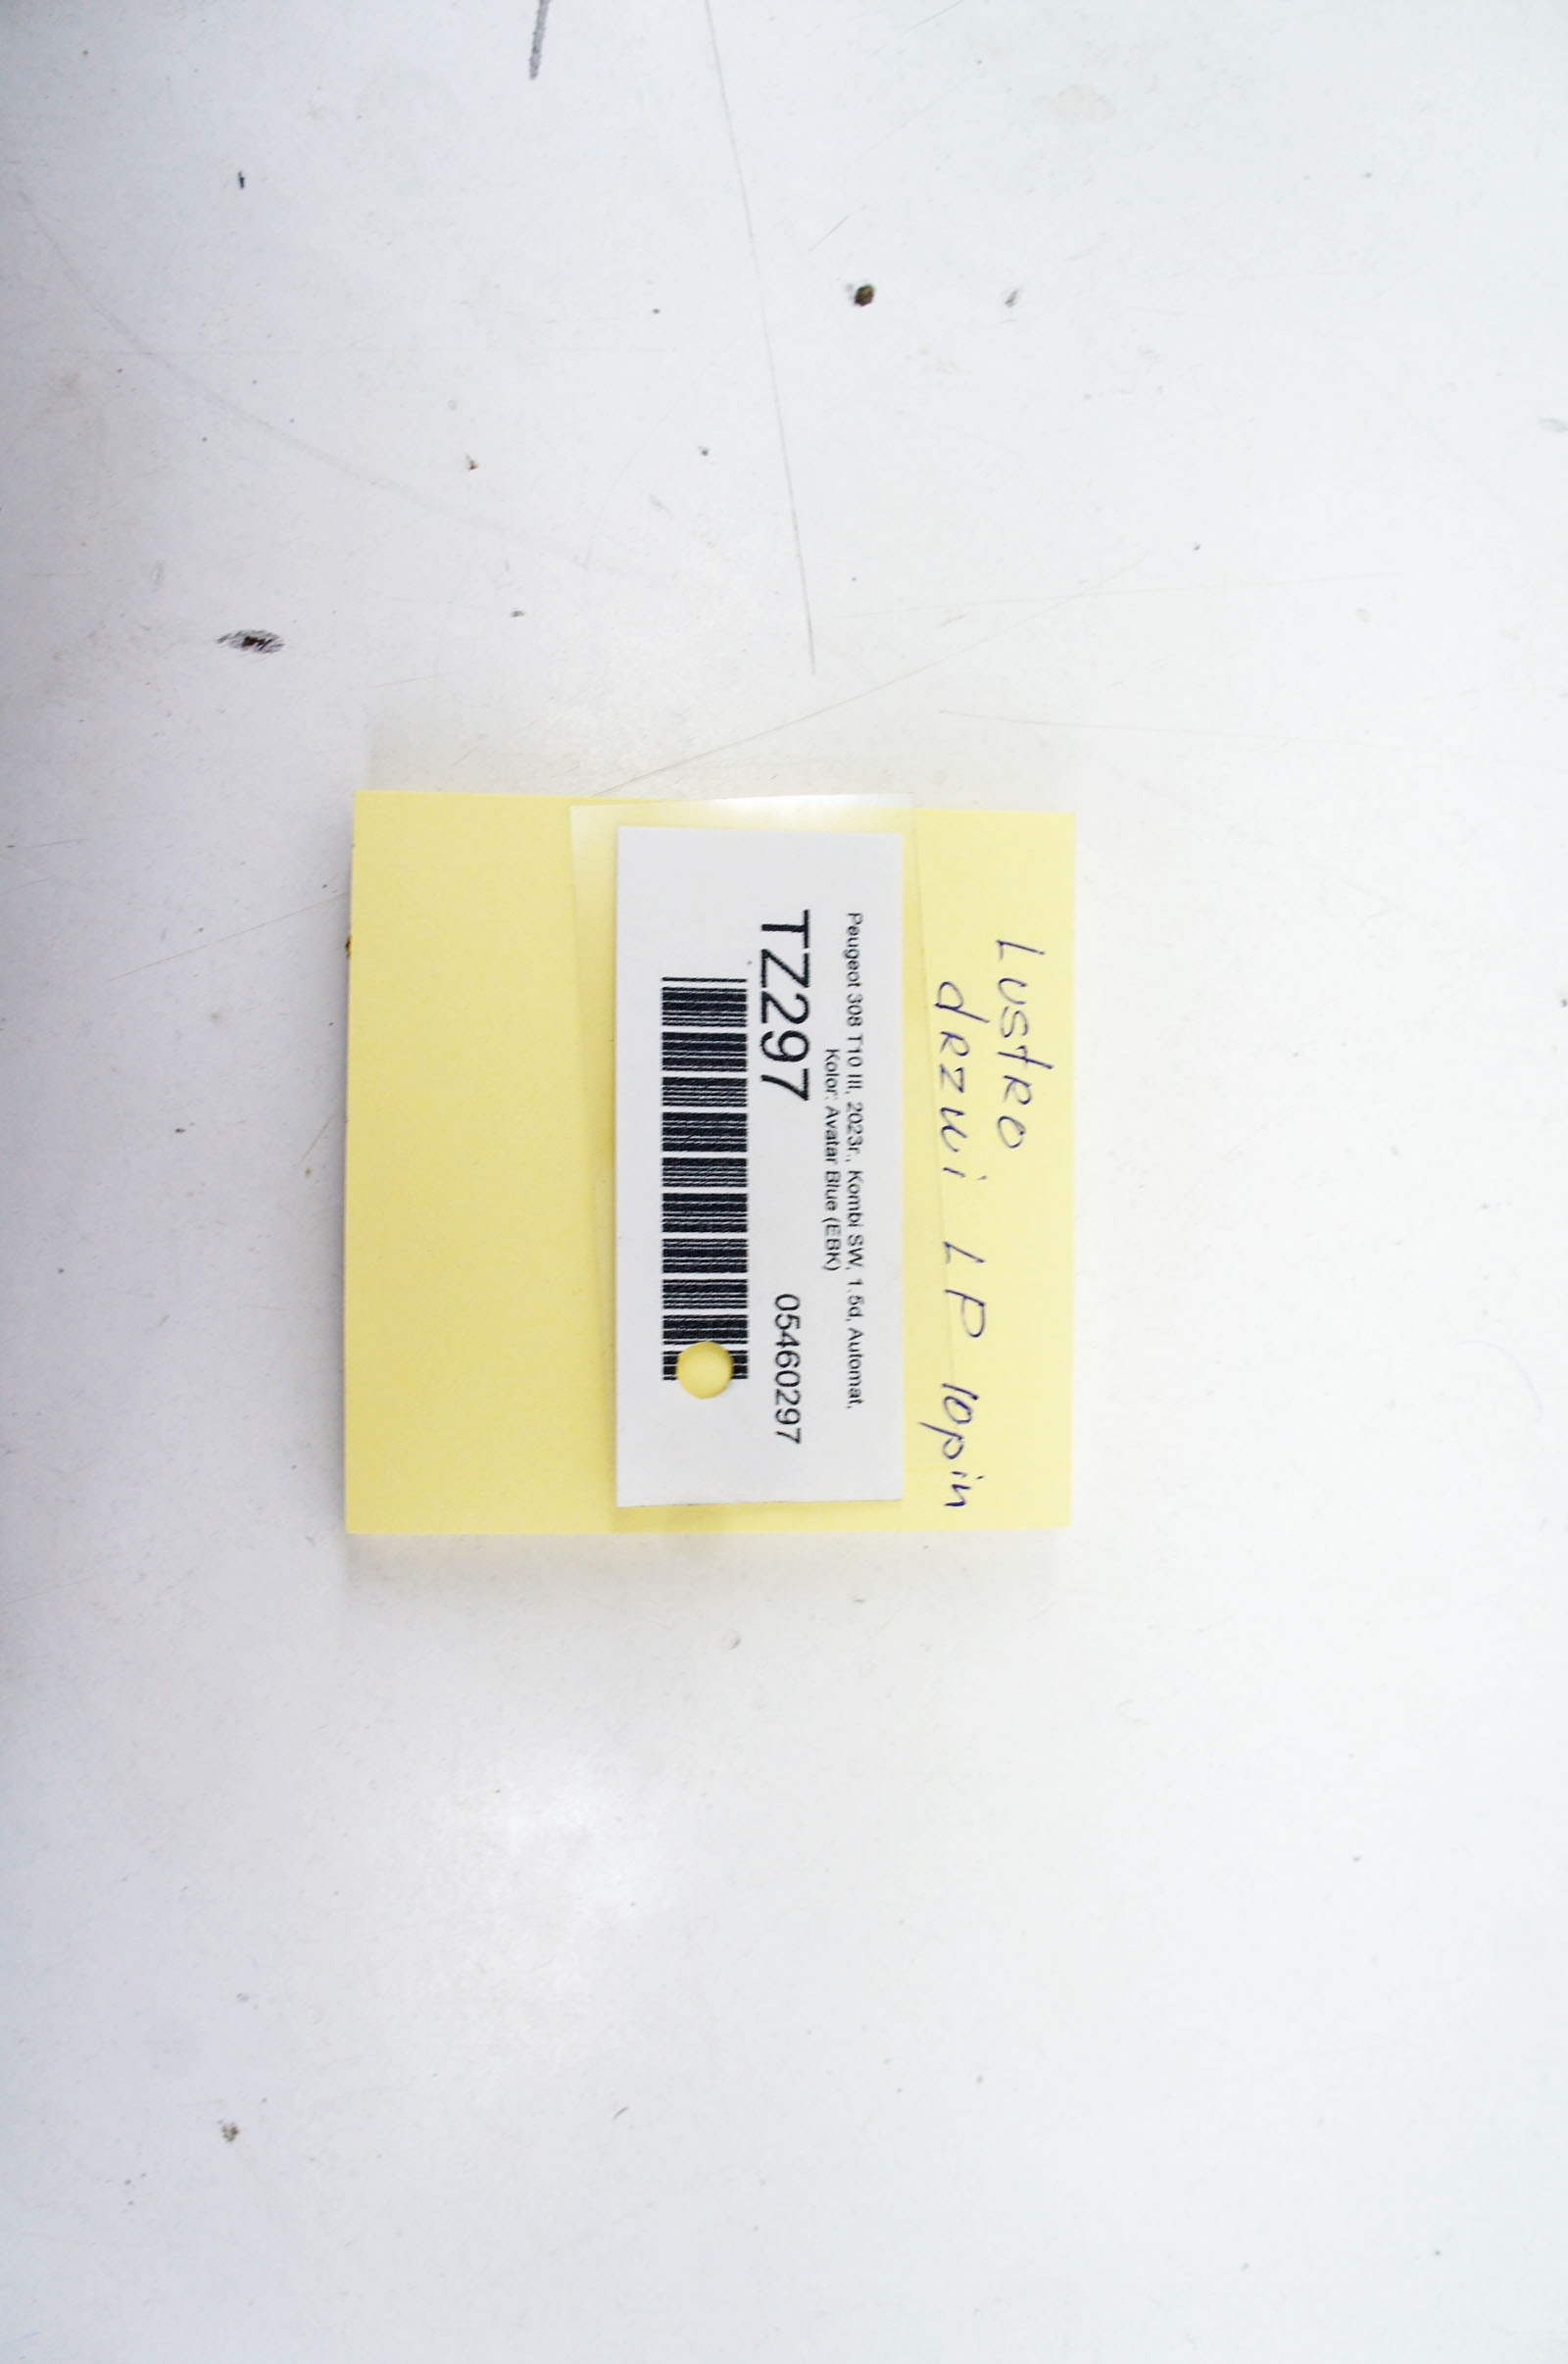 Lustro
drzwi LP 10pin
Peugeot 308 T10 III, 2023r., Kombi SW, 1.5d, Automat,
Kolor: Avatar Blue (EBK)
TZ297 05460297